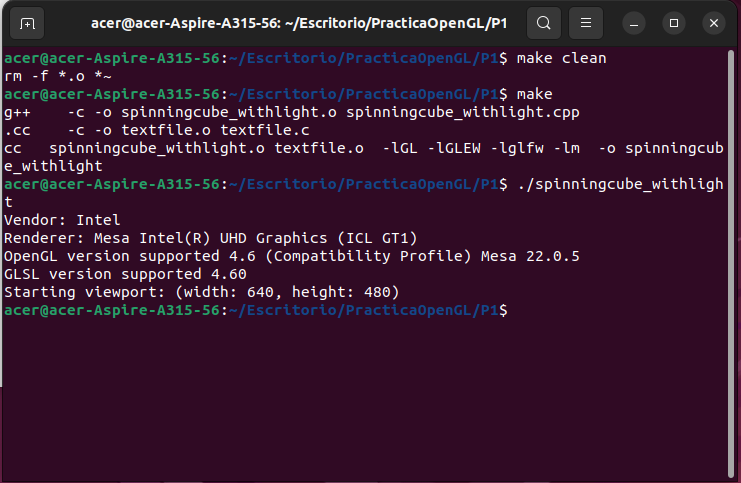 acer@acer-Aspire-A315-56: ~/Escritorio/PracticaOpenGL/P1
acer@acer-Aspire-A315-56:~/Escritorio/PracticaOpenGL/P1$ make clean
rm -f *.o *~
acer@acer-Aspire-A315-56:~/Escritorio/PracticaOpenGL/P1$ make
g++    -c -o spinningcube_withlight.o spinningcube_withlight.cpp
.cc    -c -o textfile.o textfile.c
cc   spinningcube_withlight.o textfile.o  -lGL -lGLEW -lglfw -lm  -o spinningcub
e_withlight
acer@acer-Aspire-A315-56:~/Escritorio/PracticaOpenGL/P1$ ./spinningcube_withligh
t
Vendor: Intel
Renderer: Mesa Intel(R) UHD Graphics (ICL GT1)
OpenGL version supported 4.6 (Compatibility Profile) Mesa 22.0.5
GLSL version supported 4.60
Starting viewport: (width: 640, height: 480)
acer@acer-Aspire-A315-56:~/Escritorio/PracticaOpenGL/P1$